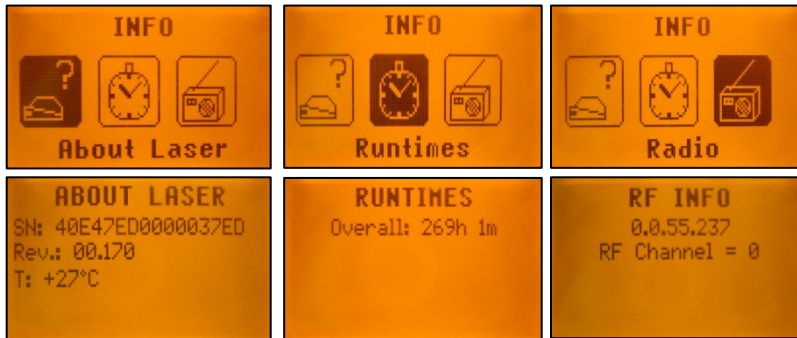 INFO
?
About Laser
INFO
?
Runtimes
INFO
?
Radio
ABOUT LASER
SN: 40E47ED0000037ED
Rev.: 00.170
T: +27°C
RUNTIMES
Overall: 269h 1m
RF INFO
0.0.55.237
RF Channel = 0